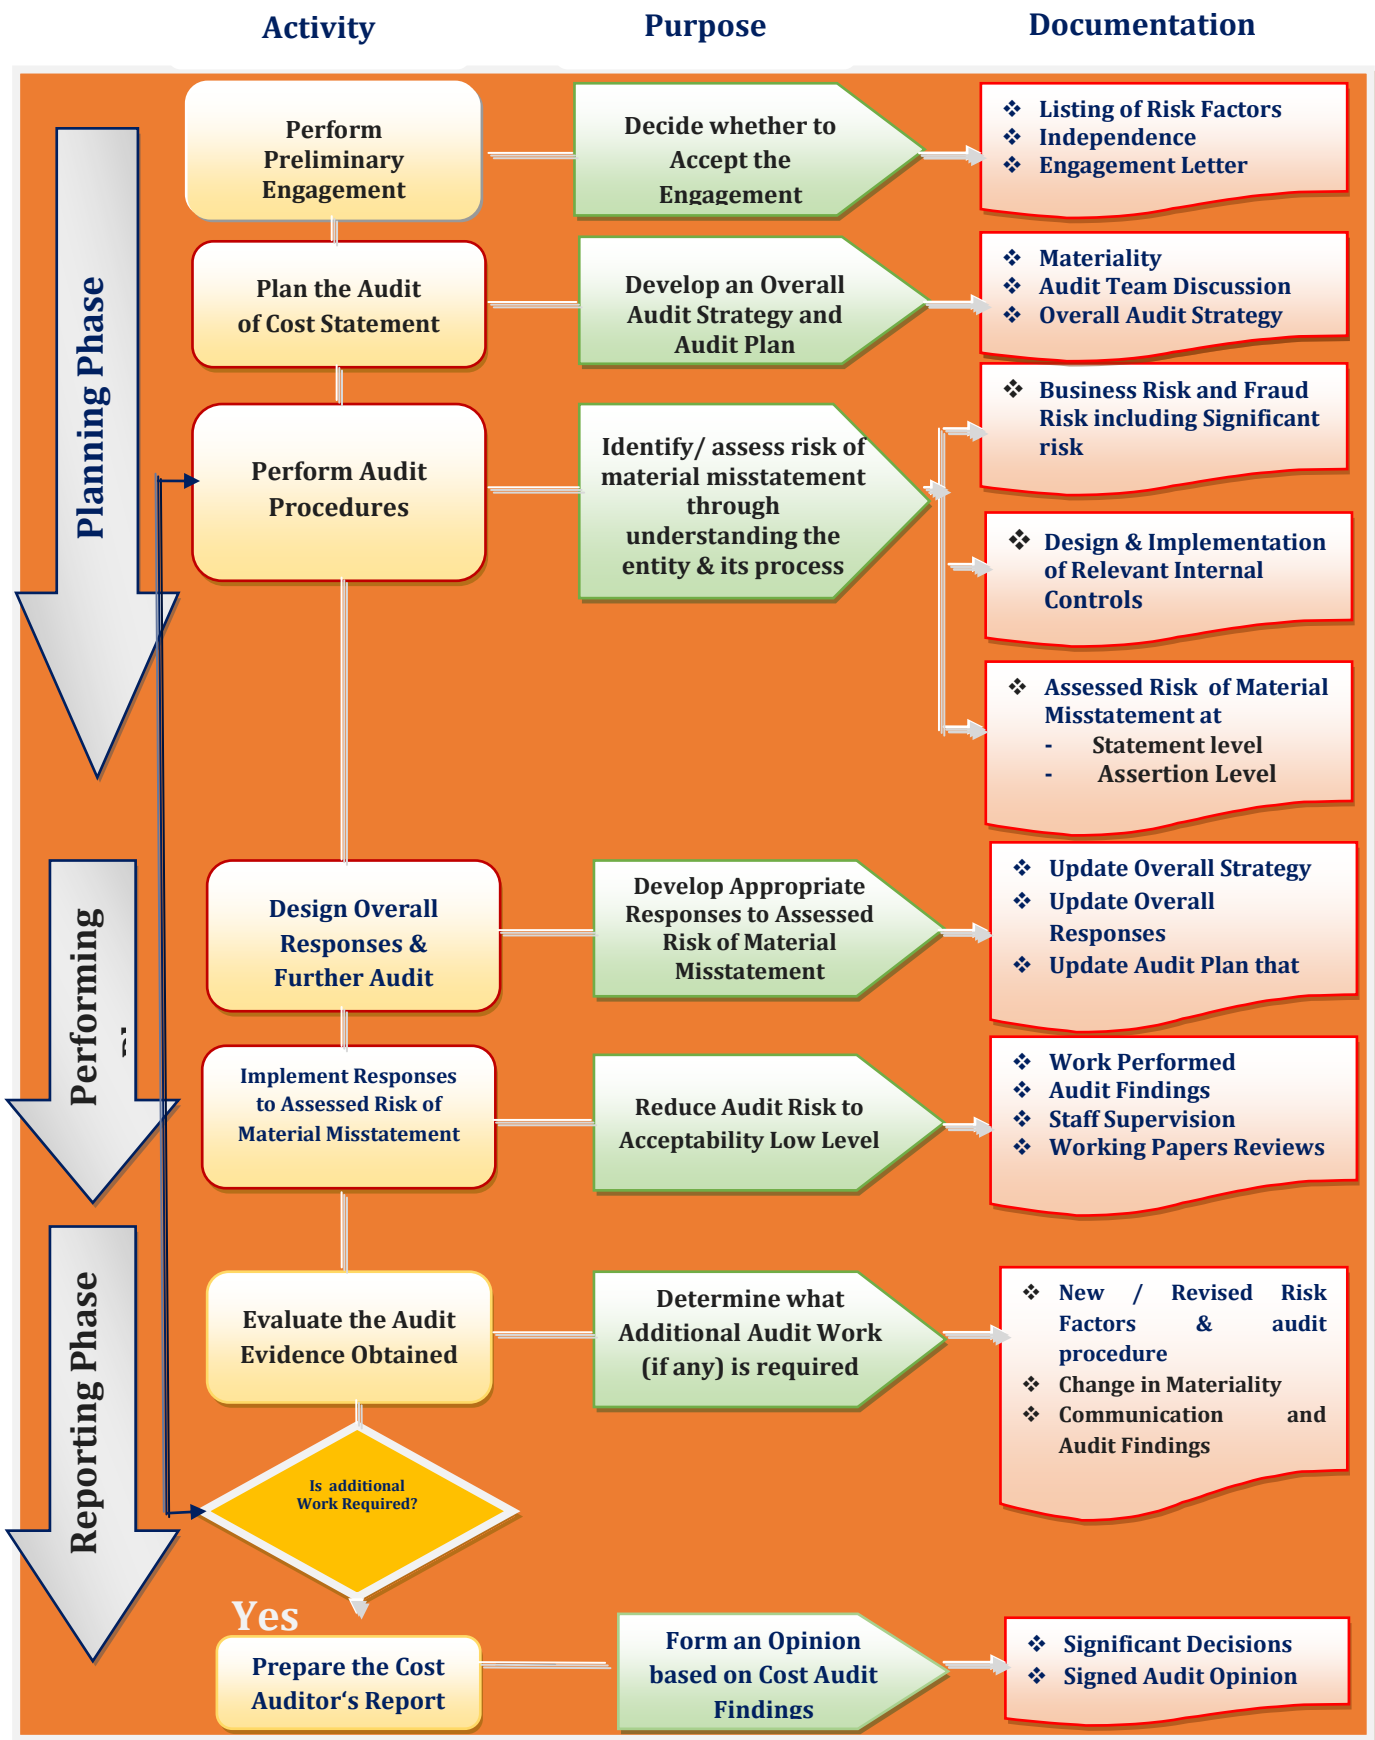 Activity
Purpose
Documentation
Planning Phase
Perform
Preliminary
Engagement
Decide whether to
Accept the
Engagement
❖ Listing of Risk Factors
❖ Independence
❖ Engagement Letter
Plan the Audit
of Cost Statement
Develop an Overall
Audit Strategy and
Audit Plan
❖ Materiality
❖ Audit Team Discussion
❖ Overall Audit Strategy
Perform Audit
Procedures
Identify/ assess risk of
material misstatement
through
understanding the
entity & its process
❖ Business Risk and Fraud
Risk including Significant
risk
❖ Design & Implementation
of Relevant Internal
Controls
❖ Assessed Risk of Material
Misstatement at
- Statement level
- Assertion Level
Performing
Design Overall
Responses &
Further Audit
Develop Appropriate
Responses to Assessed
Risk of Material
Misstatement
❖ Update Overall Strategy
❖ Update Overall
Responses
❖ Update Audit Plan that
Implement Responses
to Assessed Risk of
Material Misstatement
Reduce Audit Risk to
Acceptability Low Level
❖ Work Performed
❖ Audit Findings
❖ Staff Supervision
❖ Working Papers Reviews
Reporting Phase
Evaluate the Audit
Evidence Obtained
Determine what
Additional Audit Work
(if any) is required
❖ New / Revised Risk
Factors & audit
procedure
❖ Change in Materiality
❖ Communication and
Audit Findings
Is additional
Work Required?
Yes
Prepare the Cost
Auditor‘s Report
Form an Opinion
based on Cost Audit
Findings
❖ Significant Decisions
❖ Signed Audit Opinion